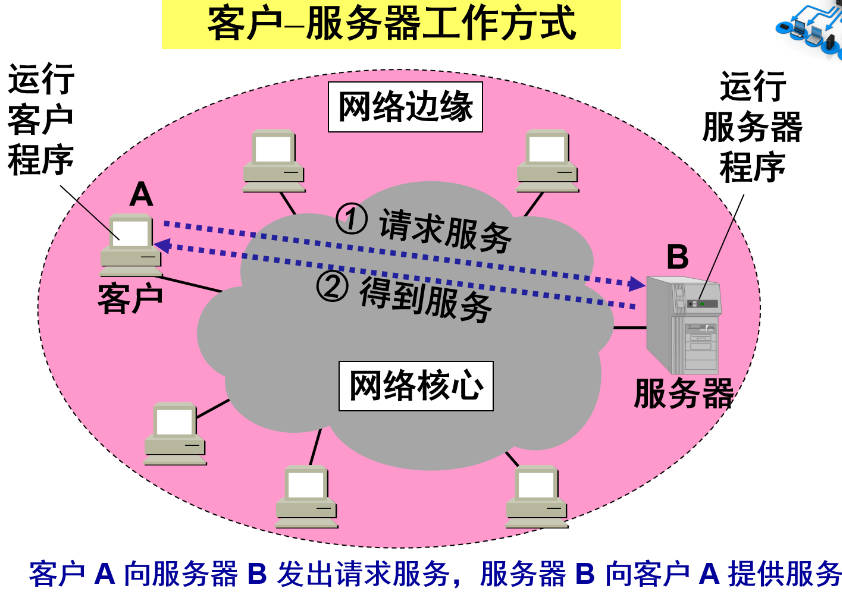 客户–服务器工作方式
运行
客户
程序
网络边缘
运行
服务器
程序
A
① 请求服务
B
② 得到服务
客户
网络核心
服务器
客户 A 向服务器 B 发出请求服务，服务器 B 向客户 A 提供服务